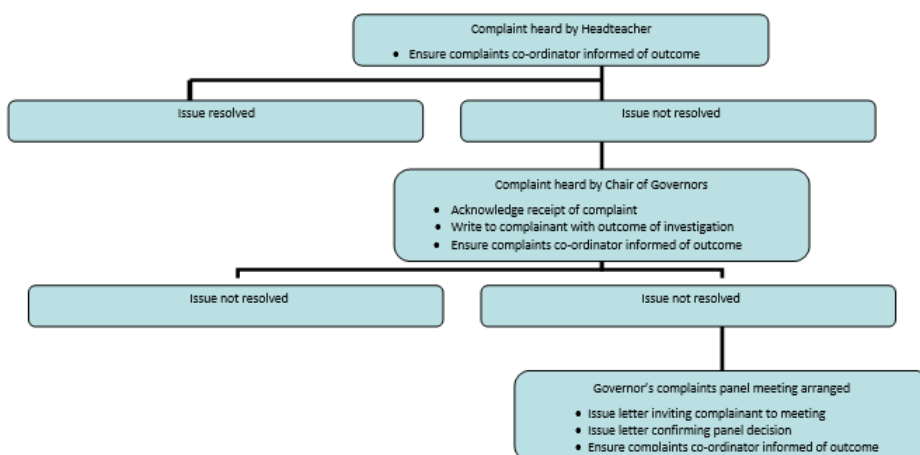 Complaint heard by Headteacher
• Ensure complaints co-ordinator informed of outcome
Issue resolved
Issue not resolved
Complaint heard by Chair of Governors
• Acknowledge receipt of complaint
• Write to complainant with outcome of investigation
• Ensure complaints co-ordinator informed of outcome
Issue not resolved
Issue not resolved
Governor's complaints panel meeting arranged
• Issue letter inviting complainant to meeting
• Issue letter confirming panel decision
• Ensure complaints co-ordinator informed of outcome